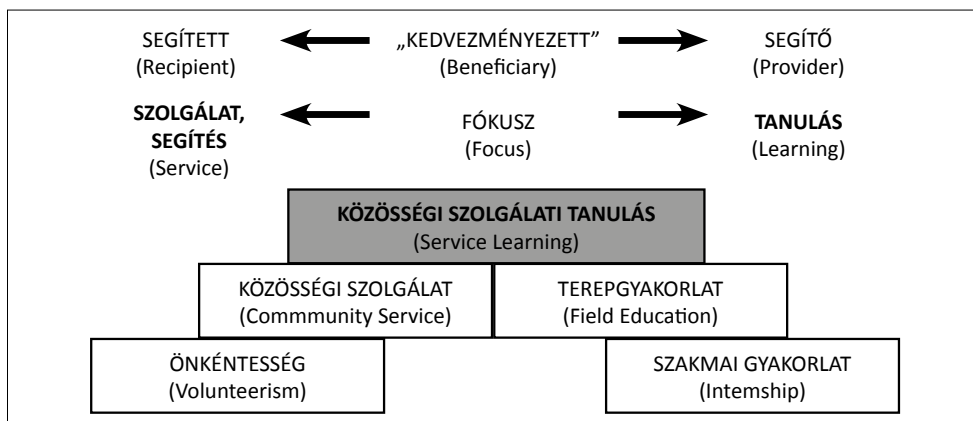 SEGÍTETT „KEDVEZMÉNYEZETT” SEGÍTŐ
(Recipient) (Beneficiary) (Provider)
SZOLGÁLAT,
SEGÍTÉS FÓKUSZ TANULÁS
(Service) (Focus) (Learning)
KÖZÖSSÉGI SZOLGÁLATI TANULÁS
(Service Learning)
KÖZÖSSÉGI SZOLGÁLAT TEREPGYAKORLAT
(Commmunity Service) (Field Education)
ÖNKÉNTESSÉG SZAKMAI GYAKORLAT
(Volunteerism) (Intemship)